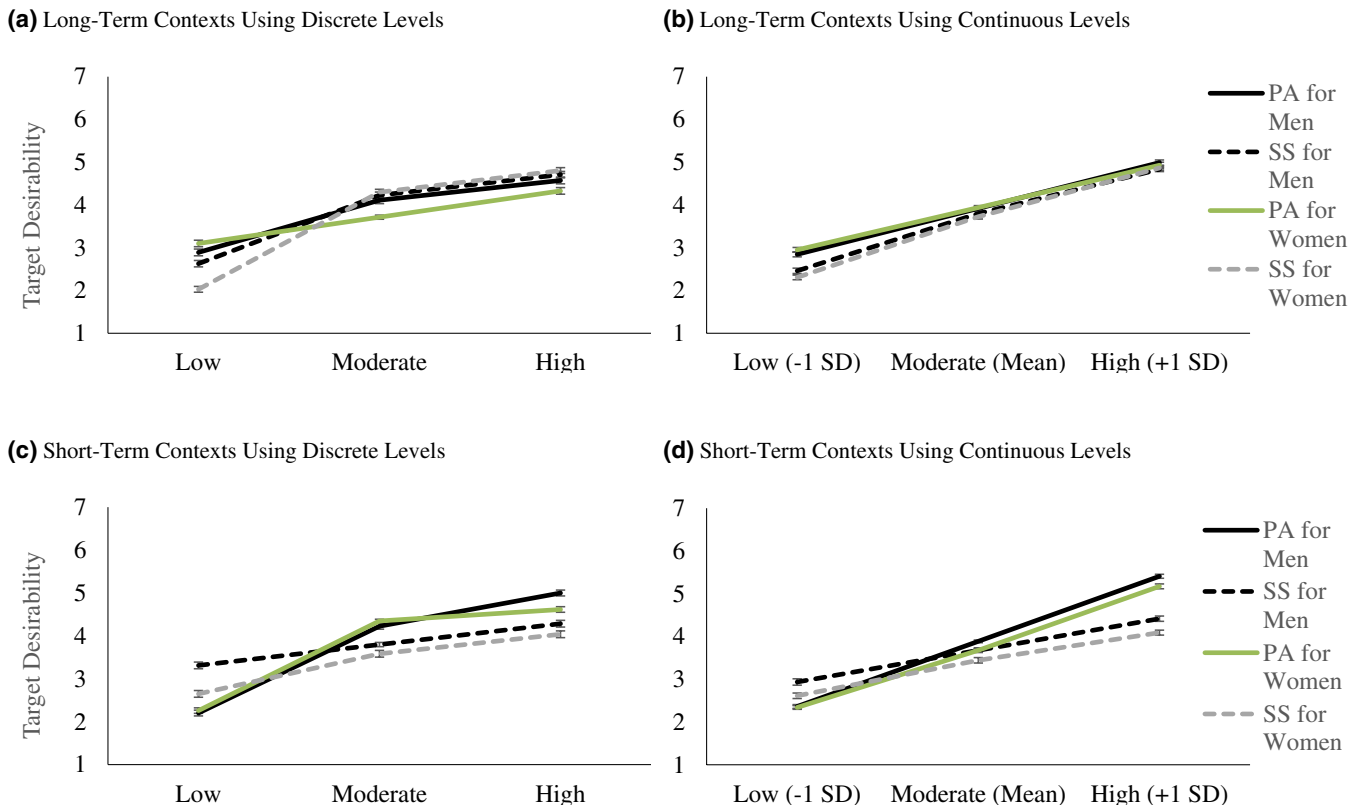 (a) Long-Term Contexts Using Discrete Levels
7
6
5
4
3
2
1
Target Desirability
Low Moderate High
(b) Long-Term Contexts Using Continuous Levels
7
6
5
4
3
2
1
Low (-1 SD) Moderate (Mean) High (+1 SD)
PA for
Men
SS for
Men
PA for
Women
SS for
Women
(c) Short-Term Contexts Using Discrete Levels
7
6
5
4
3
2
1
Target Desirability
Low Moderate High
(d) Short-Term Contexts Using Continuous Levels
7
6
5
4
3
2
1
Low (-1 SD) Moderate (Mean) High (+1 SD)
PA for
Men
SS for
Men
PA for
Women
SS for
Women